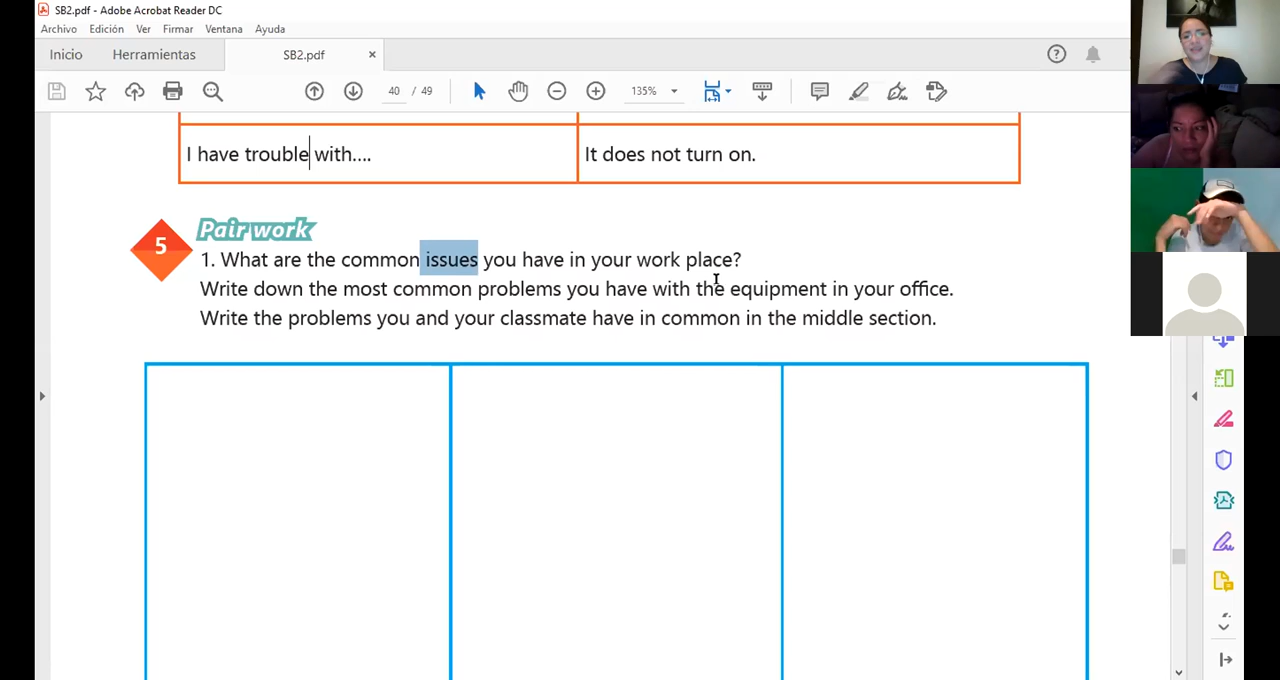 SB2.pdf - Adobe Acrobat Reader DC
Archivo Edición Ver Firmar Ventana Ayuda
Inicio Herramientas SB2.pdf ×
40 / 49 135%
I have trouble with.... It does not turn on.
5 Pair work
1. What are the common issues you have in your work place?
Write down the most common problems you have with the equipment in your office.
Write the problems you and your classmate have in common in the middle section.